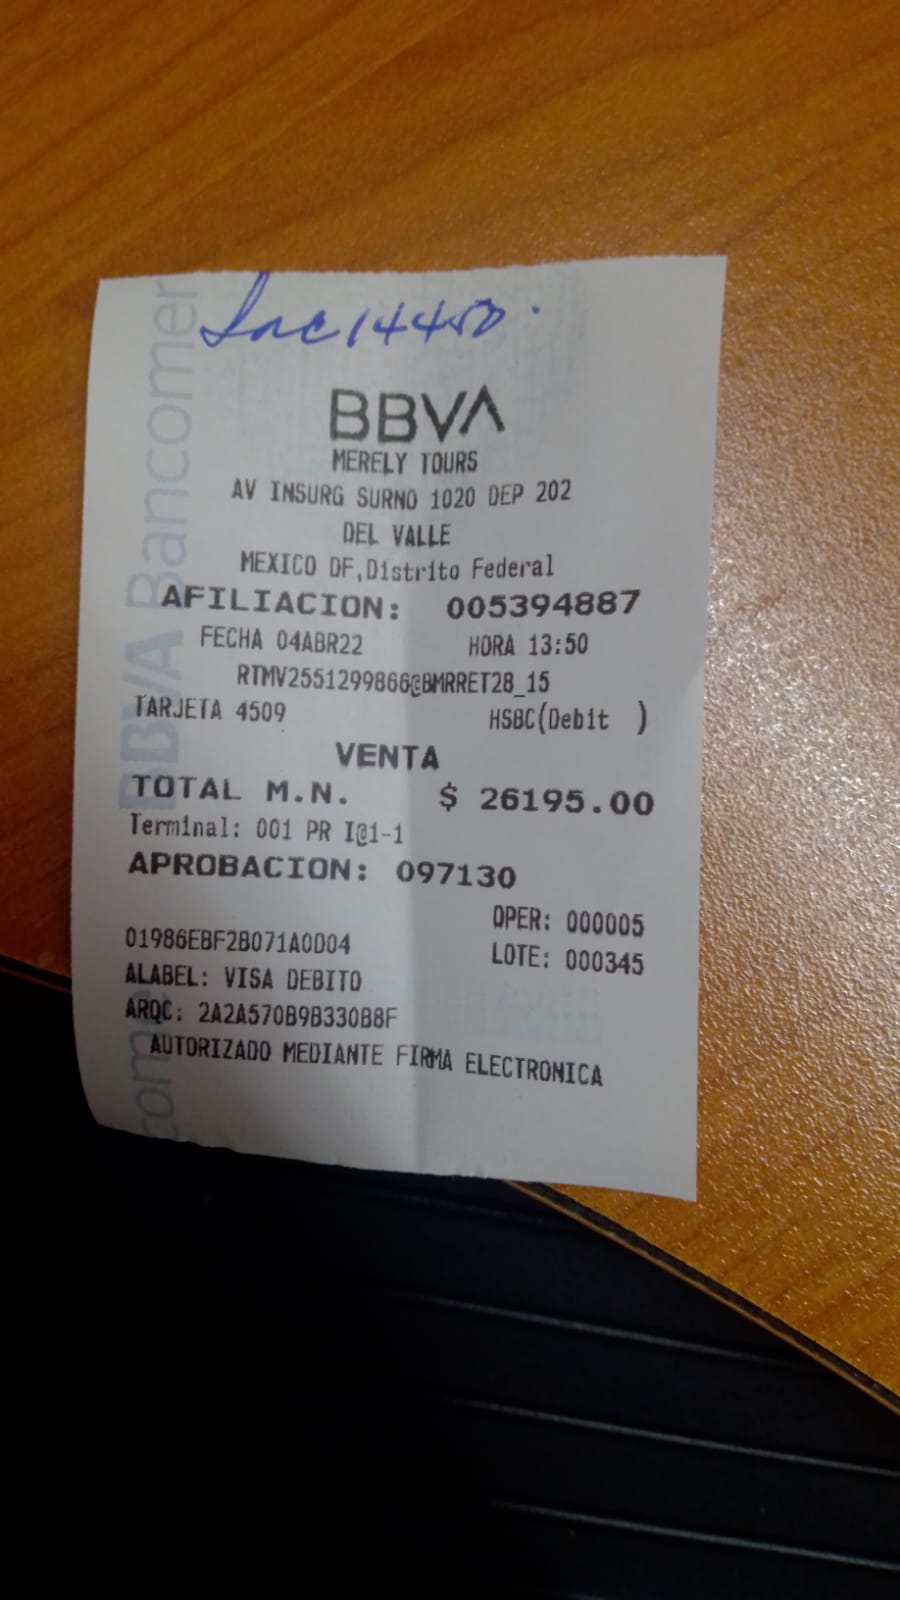 BBVA
MERELY TOURS
AV INSURG SURNO 1020 DEP 202
DEL VALLE
MEXICO DF,Distrito Federal
AFILIACION: 005394887
FECHA 04ABR22 HORA 13:50
RTMV2551299866@BMRRET28_15
TARJETA 4509 HSBC(Debit )
VENTA
TOTAL M.N. $ 26195.00
Terminal: 001 PR I@1-1
APROBACION: 097130
OPER: 000005
01986EBF2B071A0D04
LOTE: 000345
ALABEL: VISA DEBITO
ARQC: 2A2A570B9B330B8F
AUTORIZADO MEDIANTE FIRMA ELECTRONICA
BBVA Bancomer